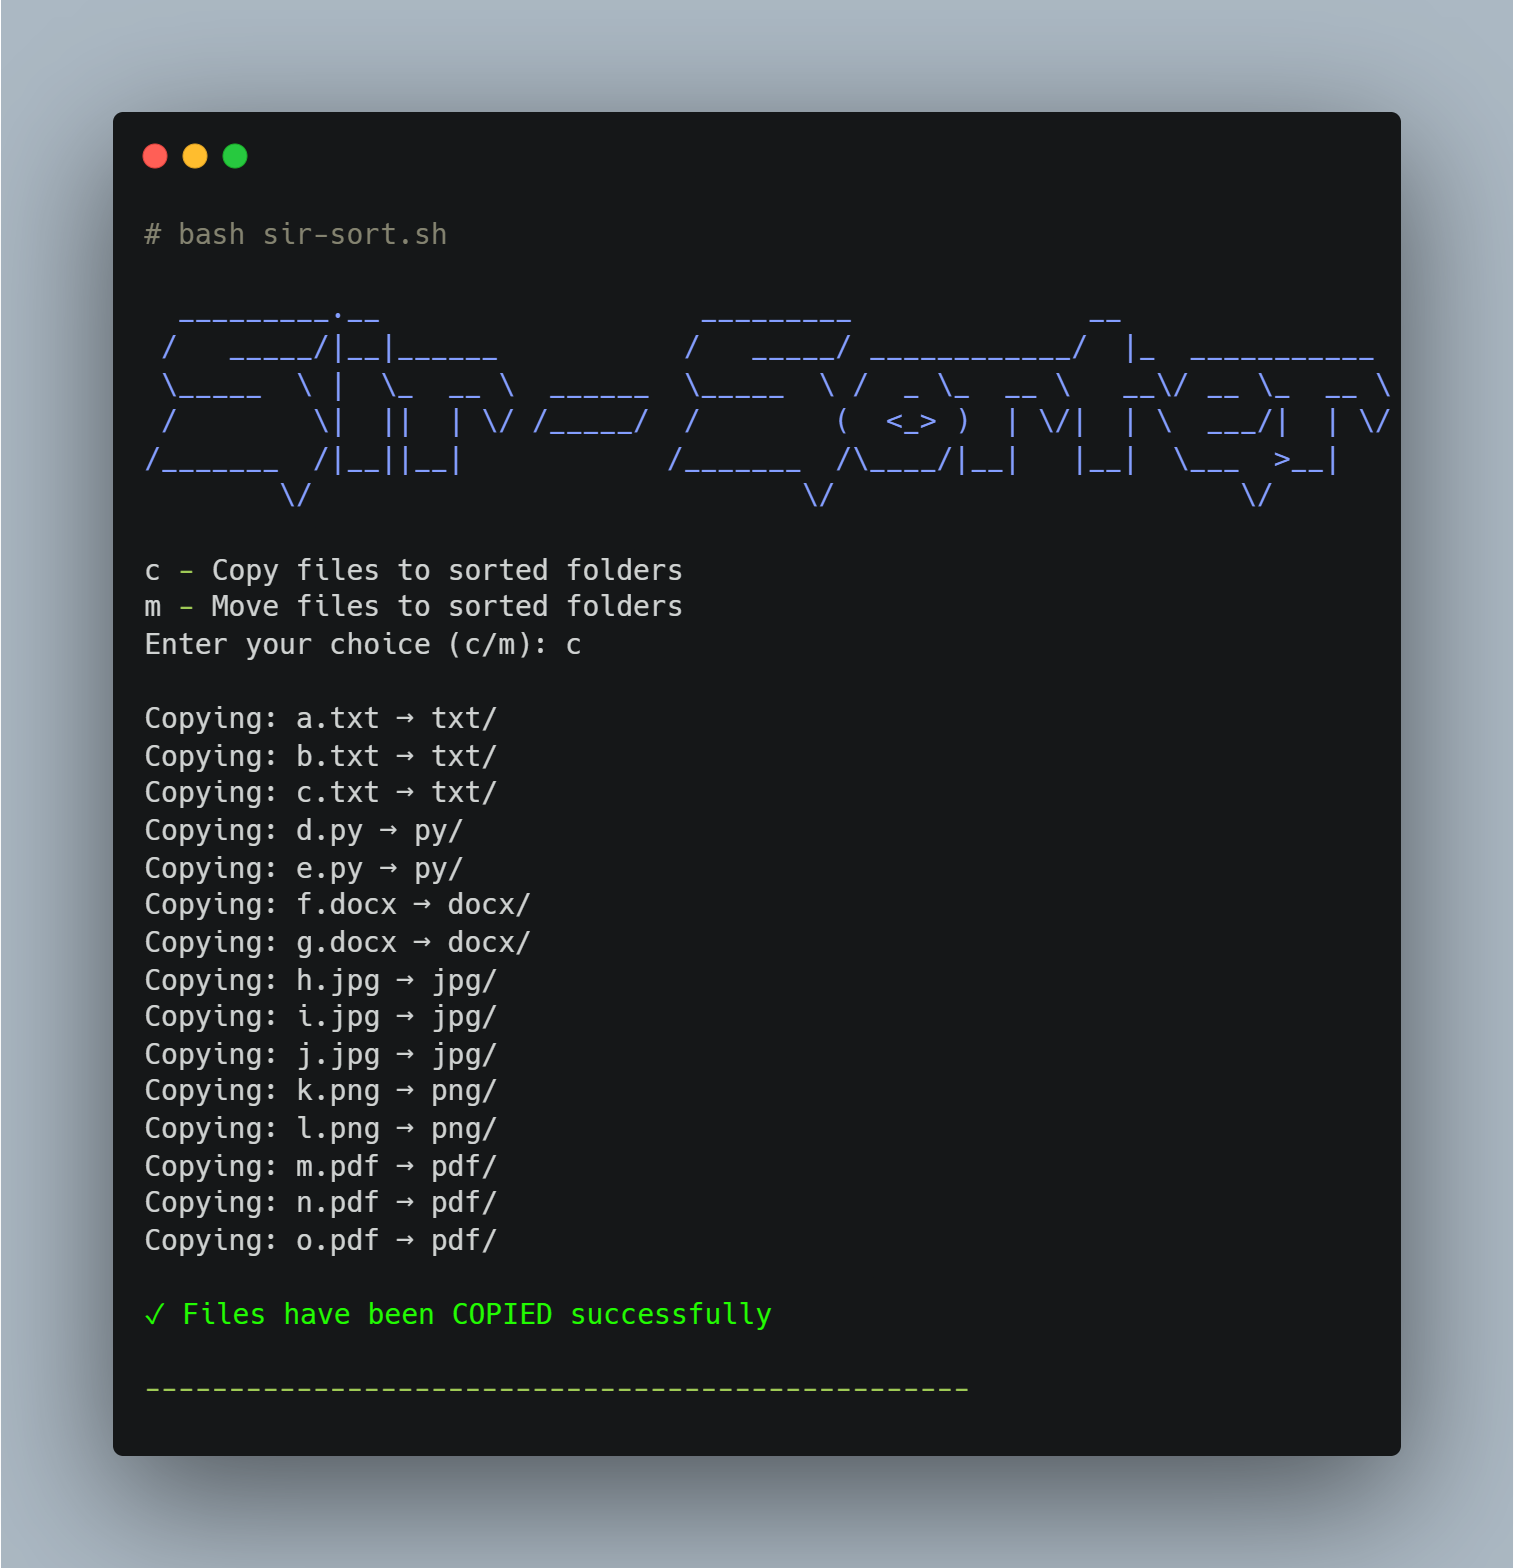 # bash sir-sort.sh
  _________.__                   _________              __
 /   _____/|__|______           /   _____/ ____________/  |_  ___________
 \_____  \ |  \_  __ \  ______  \_____  \ /  _ \_  __ \   __\/ __ \_  __ \
 /        \|  ||  | \/ /_____/  /        (  <_> )  | \/|  | \  ___/|  | \/
/_______  /|__||__|            /_______  /\____/|__|   |__|  \___  >__|
        \/                             \/                        \/
c - Copy files to sorted folders
m - Move files to sorted folders
Enter your choice (c/m): c
Copying: a.txt → txt/
Copying: b.txt → txt/
Copying: c.txt → txt/
Copying: d.py → py/
Copying: e.py → py/
Copying: f.docx → docx/
Copying: g.docx → docx/
Copying: h.jpg → jpg/
Copying: i.jpg → jpg/
Copying: j.jpg → jpg/
Copying: k.png → png/
Copying: l.png → png/
Copying: m.pdf → pdf/
Copying: n.pdf → pdf/
Copying: o.pdf → pdf/
✓ Files have been COPIED successfully
-------------------------------------------------